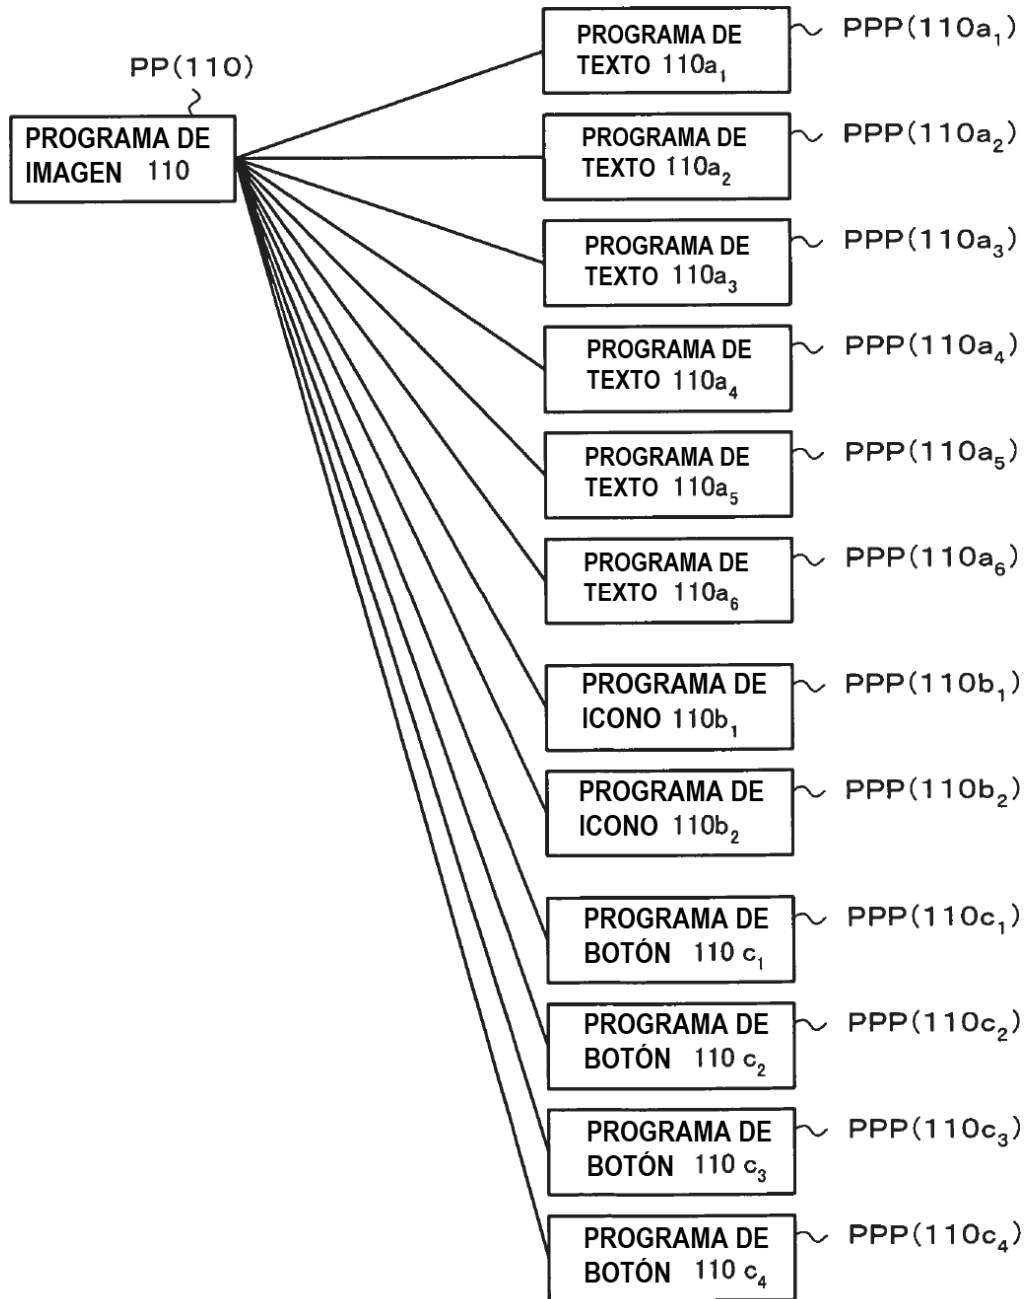 PP(110)
PROGRAMA DE
IMAGEN 110
PROGRAMA DE
TEXTO 110a₁
PPP(110a₁)
PROGRAMA DE
TEXTO 110a₂
PPP(110a₂)
PROGRAMA DE
TEXTO 110a₃
PPP(110a₃)
PROGRAMA DE
TEXTO 110a₄
PPP(110a₄)
PROGRAMA DE
TEXTO 110a₅
PPP(110a₅)
PROGRAMA DE
TEXTO 110a₆
PPP(110a₆)
PROGRAMA DE
ICONO 110b₁
PPP(110b₁)
PROGRAMA DE
ICONO 110b₂
PPP(110b₂)
PROGRAMA DE
BOTÓN 110 c₁
PPP(110c₁)
PROGRAMA DE
BOTÓN 110 c₂
PPP(110c₂)
PROGRAMA DE
BOTÓN 110 c₃
PPP(110c₃)
PROGRAMA DE
BOTÓN 110 c₄
PPP(110c₄)